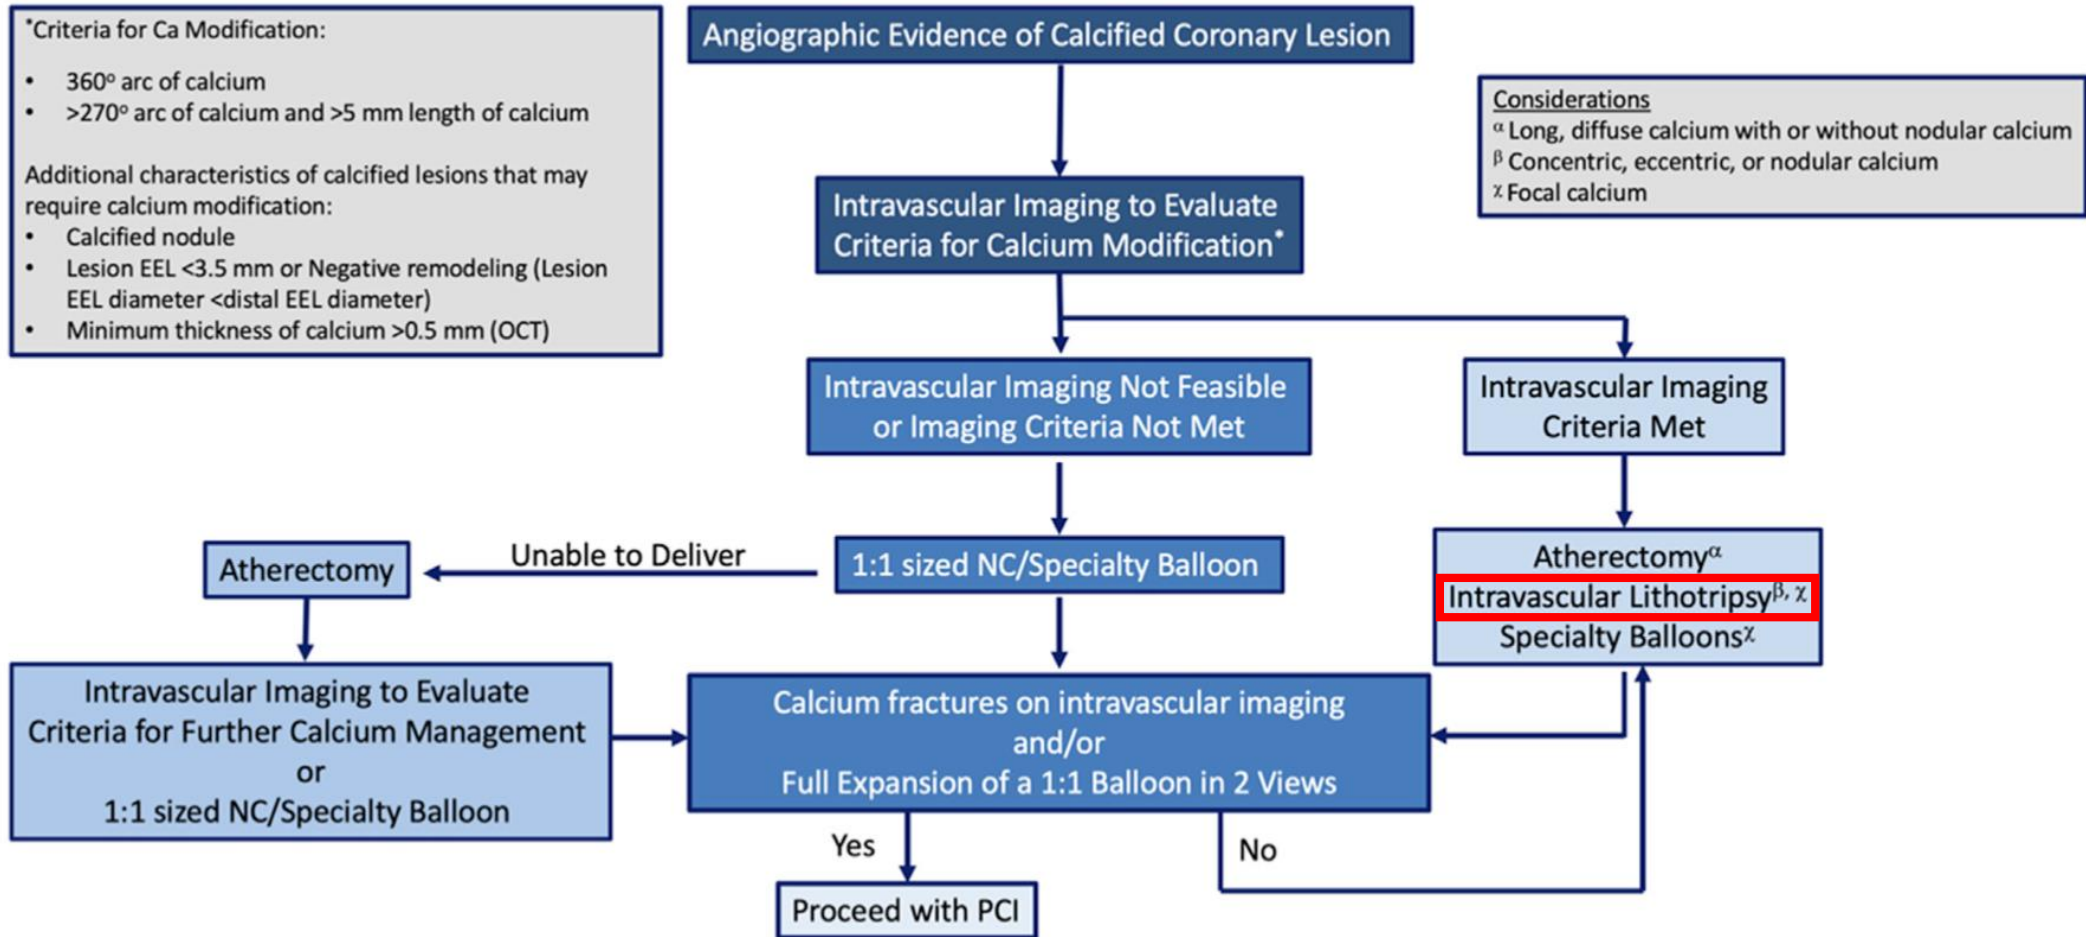 *Criteria for Ca Modification:
• 360° arc of calcium
• >270° arc of calcium and >5 mm length of calcium
Additional characteristics of calcified lesions that may
require calcium modification:
• Calcified nodule
• Lesion EEL <3.5 mm or Negative remodeling (Lesion
EEL diameter <distal EEL diameter)
• Minimum thickness of calcium >0.5 mm (OCT)
Angiographic Evidence of Calcified Coronary Lesion
Considerations
α Long, diffuse calcium with or without nodular calcium
β Concentric, eccentric, or nodular calcium
χ Focal calcium
Intravascular Imaging to Evaluate
Criteria for Calcium Modification*
Intravascular Imaging Not Feasible
or Imaging Criteria Not Met
Intravascular Imaging
Criteria Met
Atherectomy
Unable to Deliver
1:1 sized NC/Specialty Balloon
Atherectomyα
Intravascular Lithotripsyβ, χ
Specialty Balloonsχ
Intravascular Imaging to Evaluate
Criteria for Further Calcium Management
or
1:1 sized NC/Specialty Balloon
Calcium fractures on intravascular imaging
and/or
Full Expansion of a 1:1 Balloon in 2 Views
Yes
No
Proceed with PCI